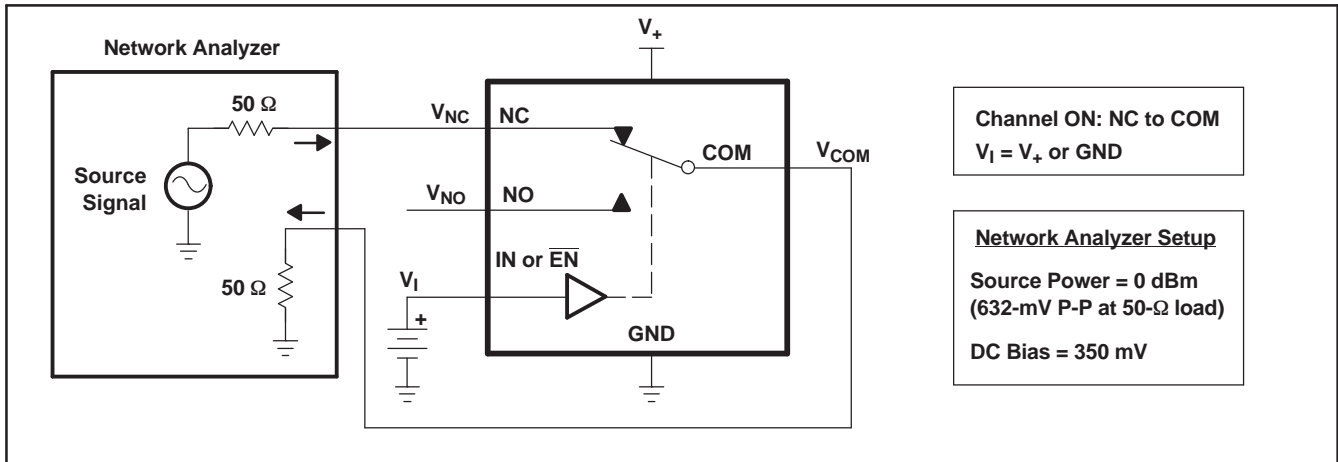 V+
Network Analyzer
50 Ω
VNC
NC
COM
VCOM
Source
Signal
VNO
NO
50 Ω
IN or E̅N̅
VI
+
GND
Channel ON: NC to COM
VI = V+ or GND
Network Analyzer Setup
Source Power = 0 dBm
(632-mV P-P at 50-Ω load)
DC Bias = 350 mV